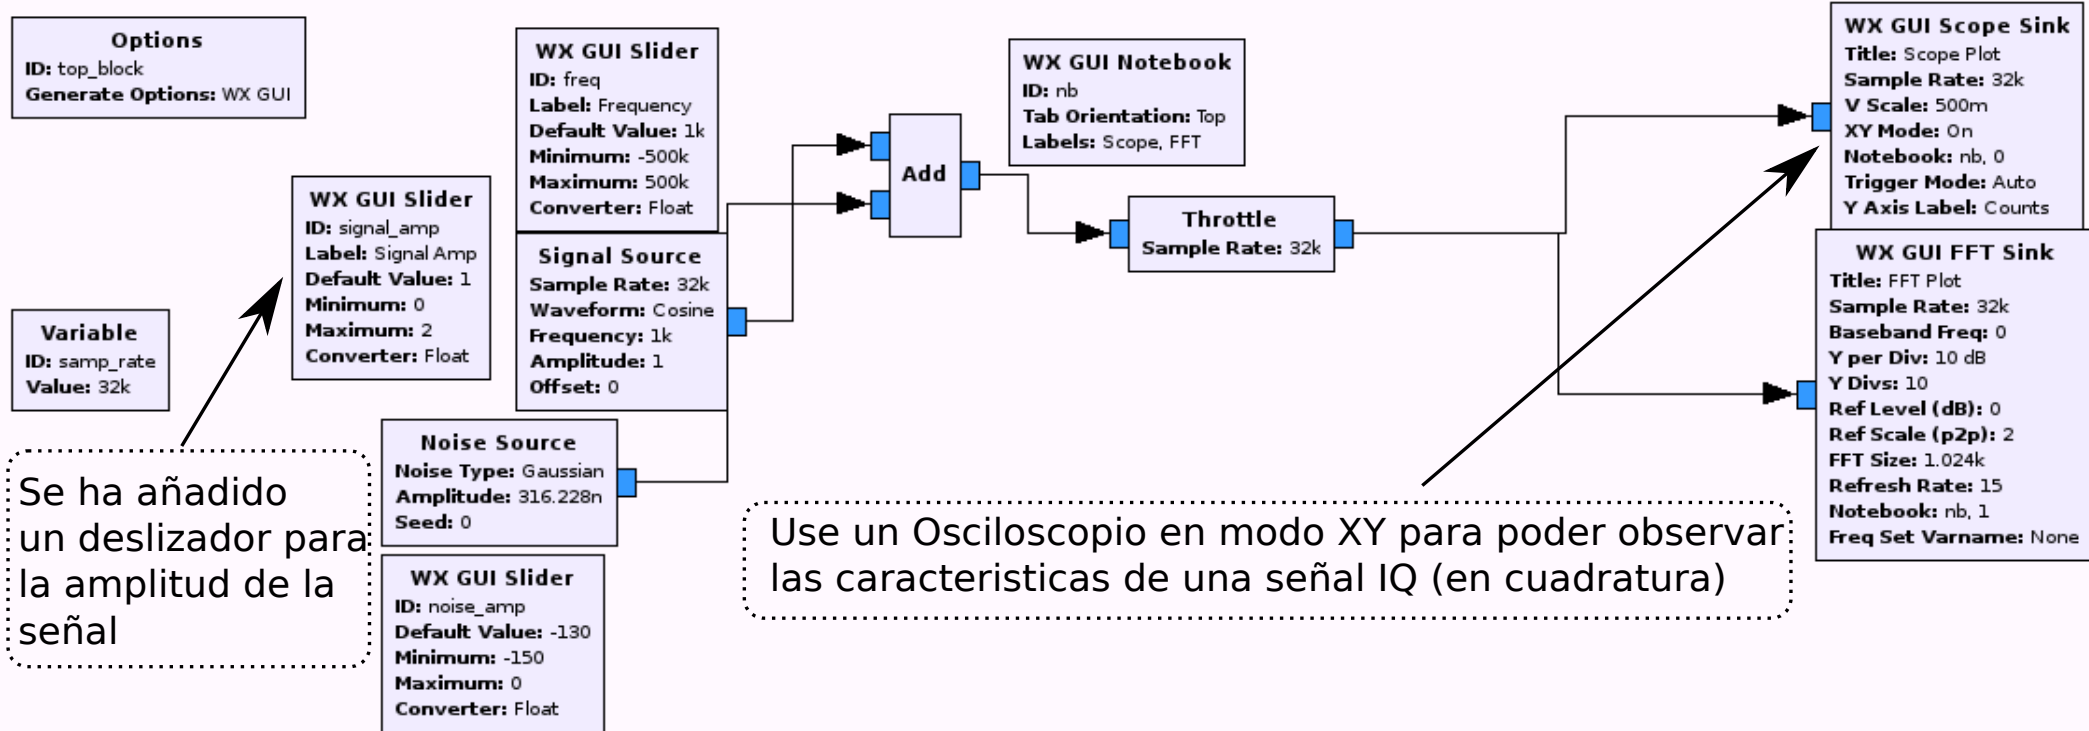 Options
ID: top_block
Generate Options: WX GUI
Variable
ID: samp_rate
Value: 32k
WX GUI Slider
ID: signal_amp
Label: Signal Amp
Default Value: 1
Minimum: 0
Maximum: 2
Converter: Float
WX GUI Slider
ID: freq
Label: Frequency
Default Value: 1k
Minimum: -500k
Maximum: 500k
Converter: Float
Signal Source
Sample Rate: 32k
Waveform: Cosine
Frequency: 1k
Amplitude: 1
Offset: 0
Noise Source
Noise Type: Gaussian
Amplitude: 316.228n
Seed: 0
WX GUI Slider
ID: noise_amp
Default Value: -130
Minimum: -150
Maximum: 0
Converter: Float
Add
WX GUI Notebook
ID: nb
Tab Orientation: Top
Labels: Scope, FFT
Throttle
Sample Rate: 32k
WX GUI Scope Sink
Title: Scope Plot
Sample Rate: 32k
V Scale: 500m
XY Mode: On
Notebook: nb, 0
Trigger Mode: Auto
Y Axis Label: Counts
WX GUI FFT Sink
Title: FFT Plot
Sample Rate: 32k
Baseband Freq: 0
Y per Div: 10 dB
Y Divs: 10
Ref Level (dB): 0
Ref Scale (p2p): 2
FFT Size: 1.024k
Refresh Rate: 15
Notebook: nb, 1
Freq Set Varname: None
Se ha añadido
un deslizador para
la amplitud de la
señal
Use un Osciloscopio en modo XY para poder observar
las caracteristicas de una señal IQ (en cuadratura)